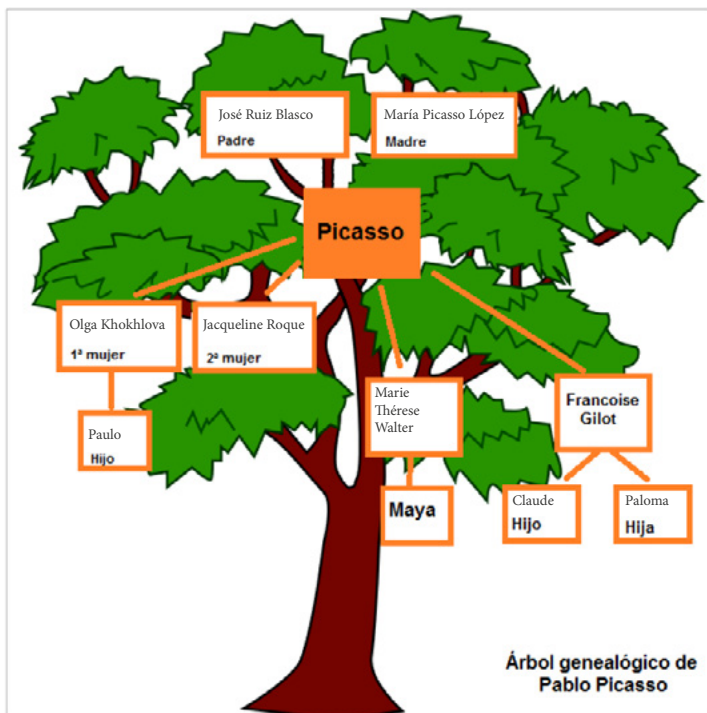 José Ruiz Blasco
Padre
María Picasso López
Madre
Picasso
Olga Khokhlova
1ª mujer
Jacqueline Roque
2ª mujer
Marie
Thérese
Walter
Francoise
Gilot
Paulo
Hijo
Maya
Claude
Hijo
Paloma
Hija
Árbol genealógico de
Pablo Picasso